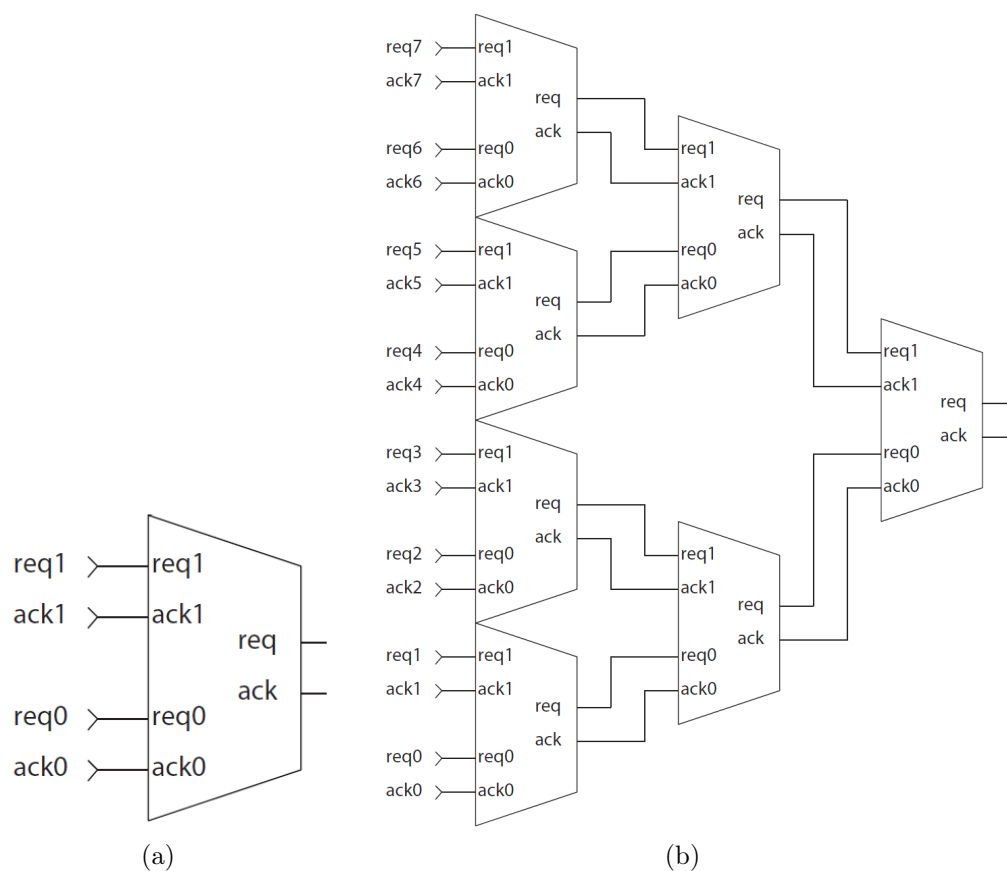 req1 req1
ack1 ack1
req
ack
req0 req0
ack0 ack0
(a)
req7 req1
ack7 ack1
req
ack
req6 req0
ack6 ack0
req5 req1
ack5 ack1
req
ack
req4 req0
ack4 ack0
req3 req1
ack3 ack1
req
ack
req2 req0
ack2 ack0
req1 req1
ack1 ack1
req
ack
req0 req0
ack0 ack0
req1
ack1
req
ack
req0
ack0
req1
ack1
req
ack
req0
ack0
req1
ack1
req
ack
req0
ack0
(b)